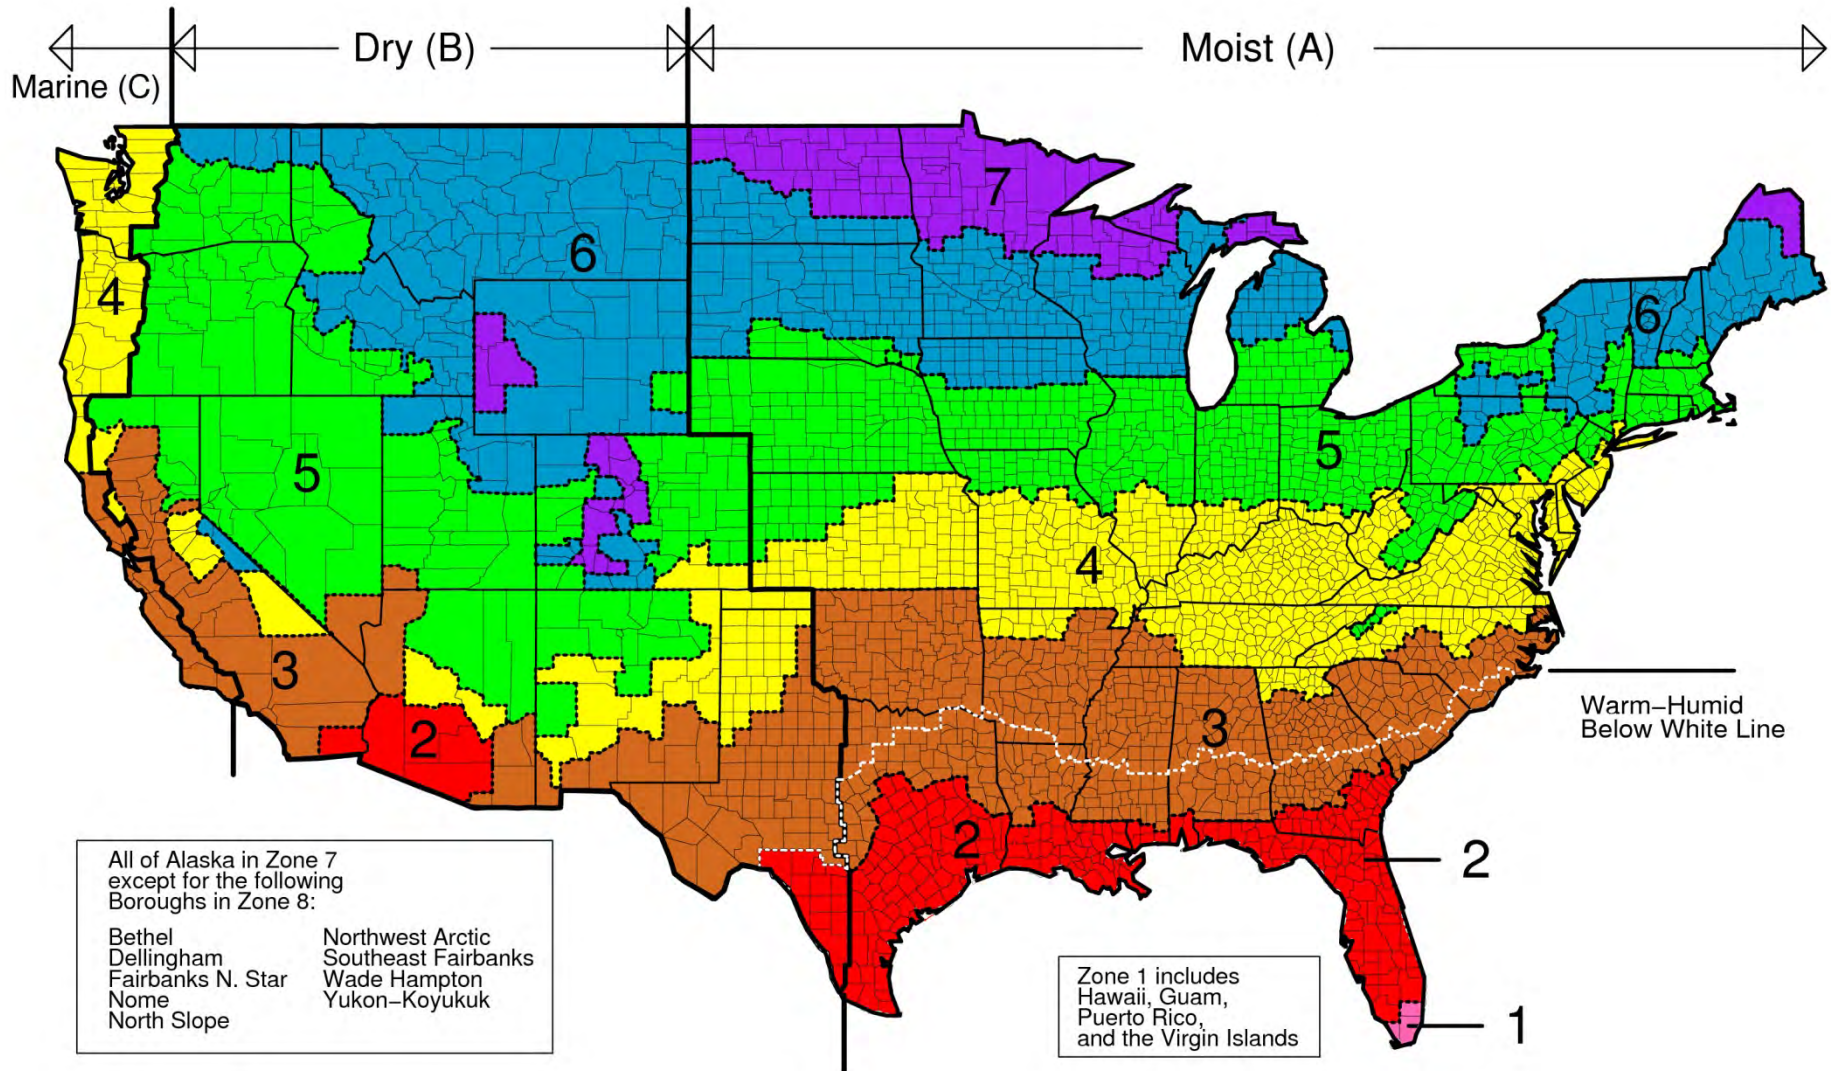 Marine (C)
Dry (B)
Moist (A)
7
6
6
4
5
5
4
3
3
2
2
Warm−Humid
Below White Line
2
1
All of Alaska in Zone 7
except for the following
Boroughs in Zone 8:
Bethel
Dellingham
Fairbanks N. Star
Nome
North Slope
Northwest Arctic
Southeast Fairbanks
Wade Hampton
Yukon−Koyukuk
Zone 1 includes
Hawaii, Guam,
Puerto Rico,
and the Virgin Islands